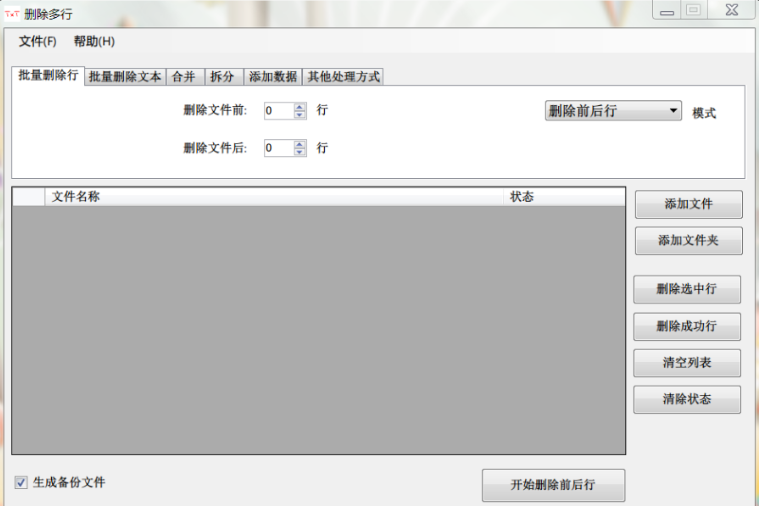 TxT 删除多行
文件(F) 帮助(H)
批量删除行 批量删除文本 合并 拆分 添加数据 其他处理方式
删除文件前: 0 行 删除前后行 模式
删除文件后: 0 行
文件名称 状态
添加文件
添加文件夹
删除选中行
删除成功行
清空列表
清除状态
生成备份文件 开始删除前后行